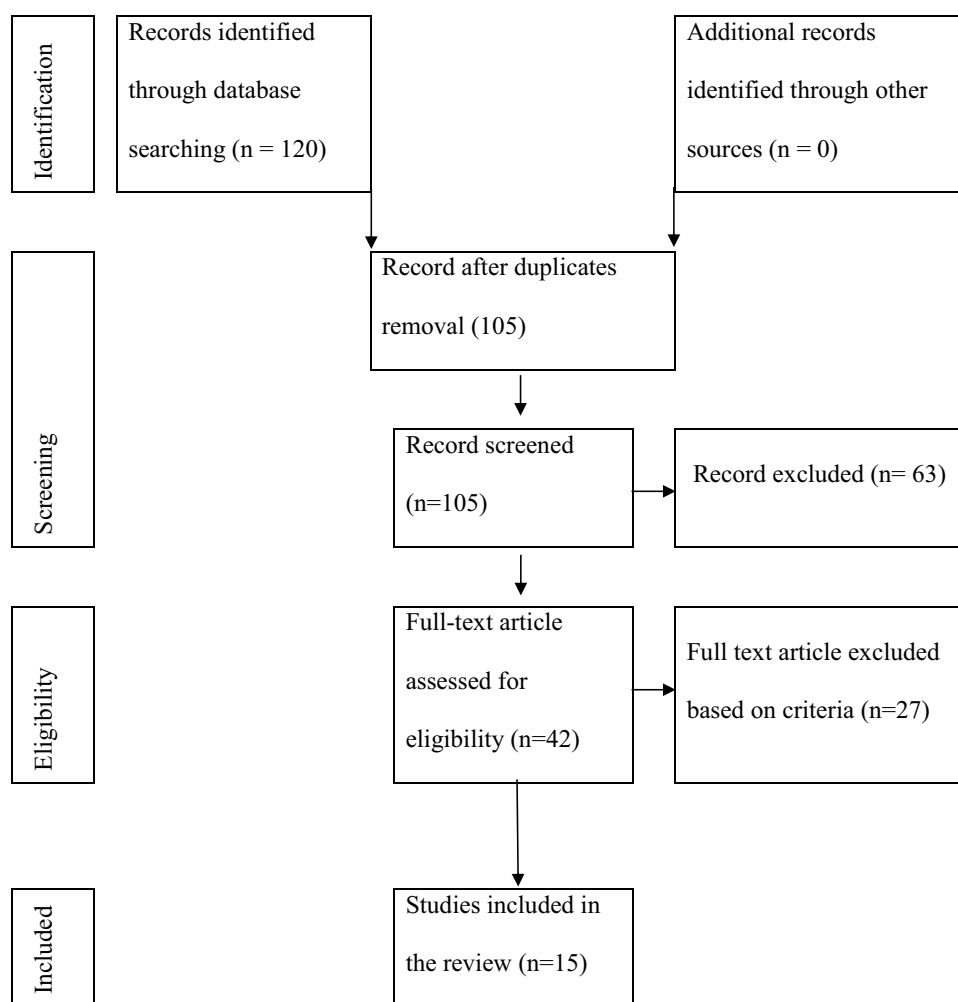 Identification
Records identified
through database
searching (n = 120)
Additional records
identified through other
sources (n = 0)
Screening
Record after duplicates
removal (105)
Record screened
(n=105)
Record excluded (n= 63)
Eligibility
Full-text article
assessed for
eligibility (n=42)
Full text article excluded
based on criteria (n=27)
Included
Studies included in
the review (n=15)